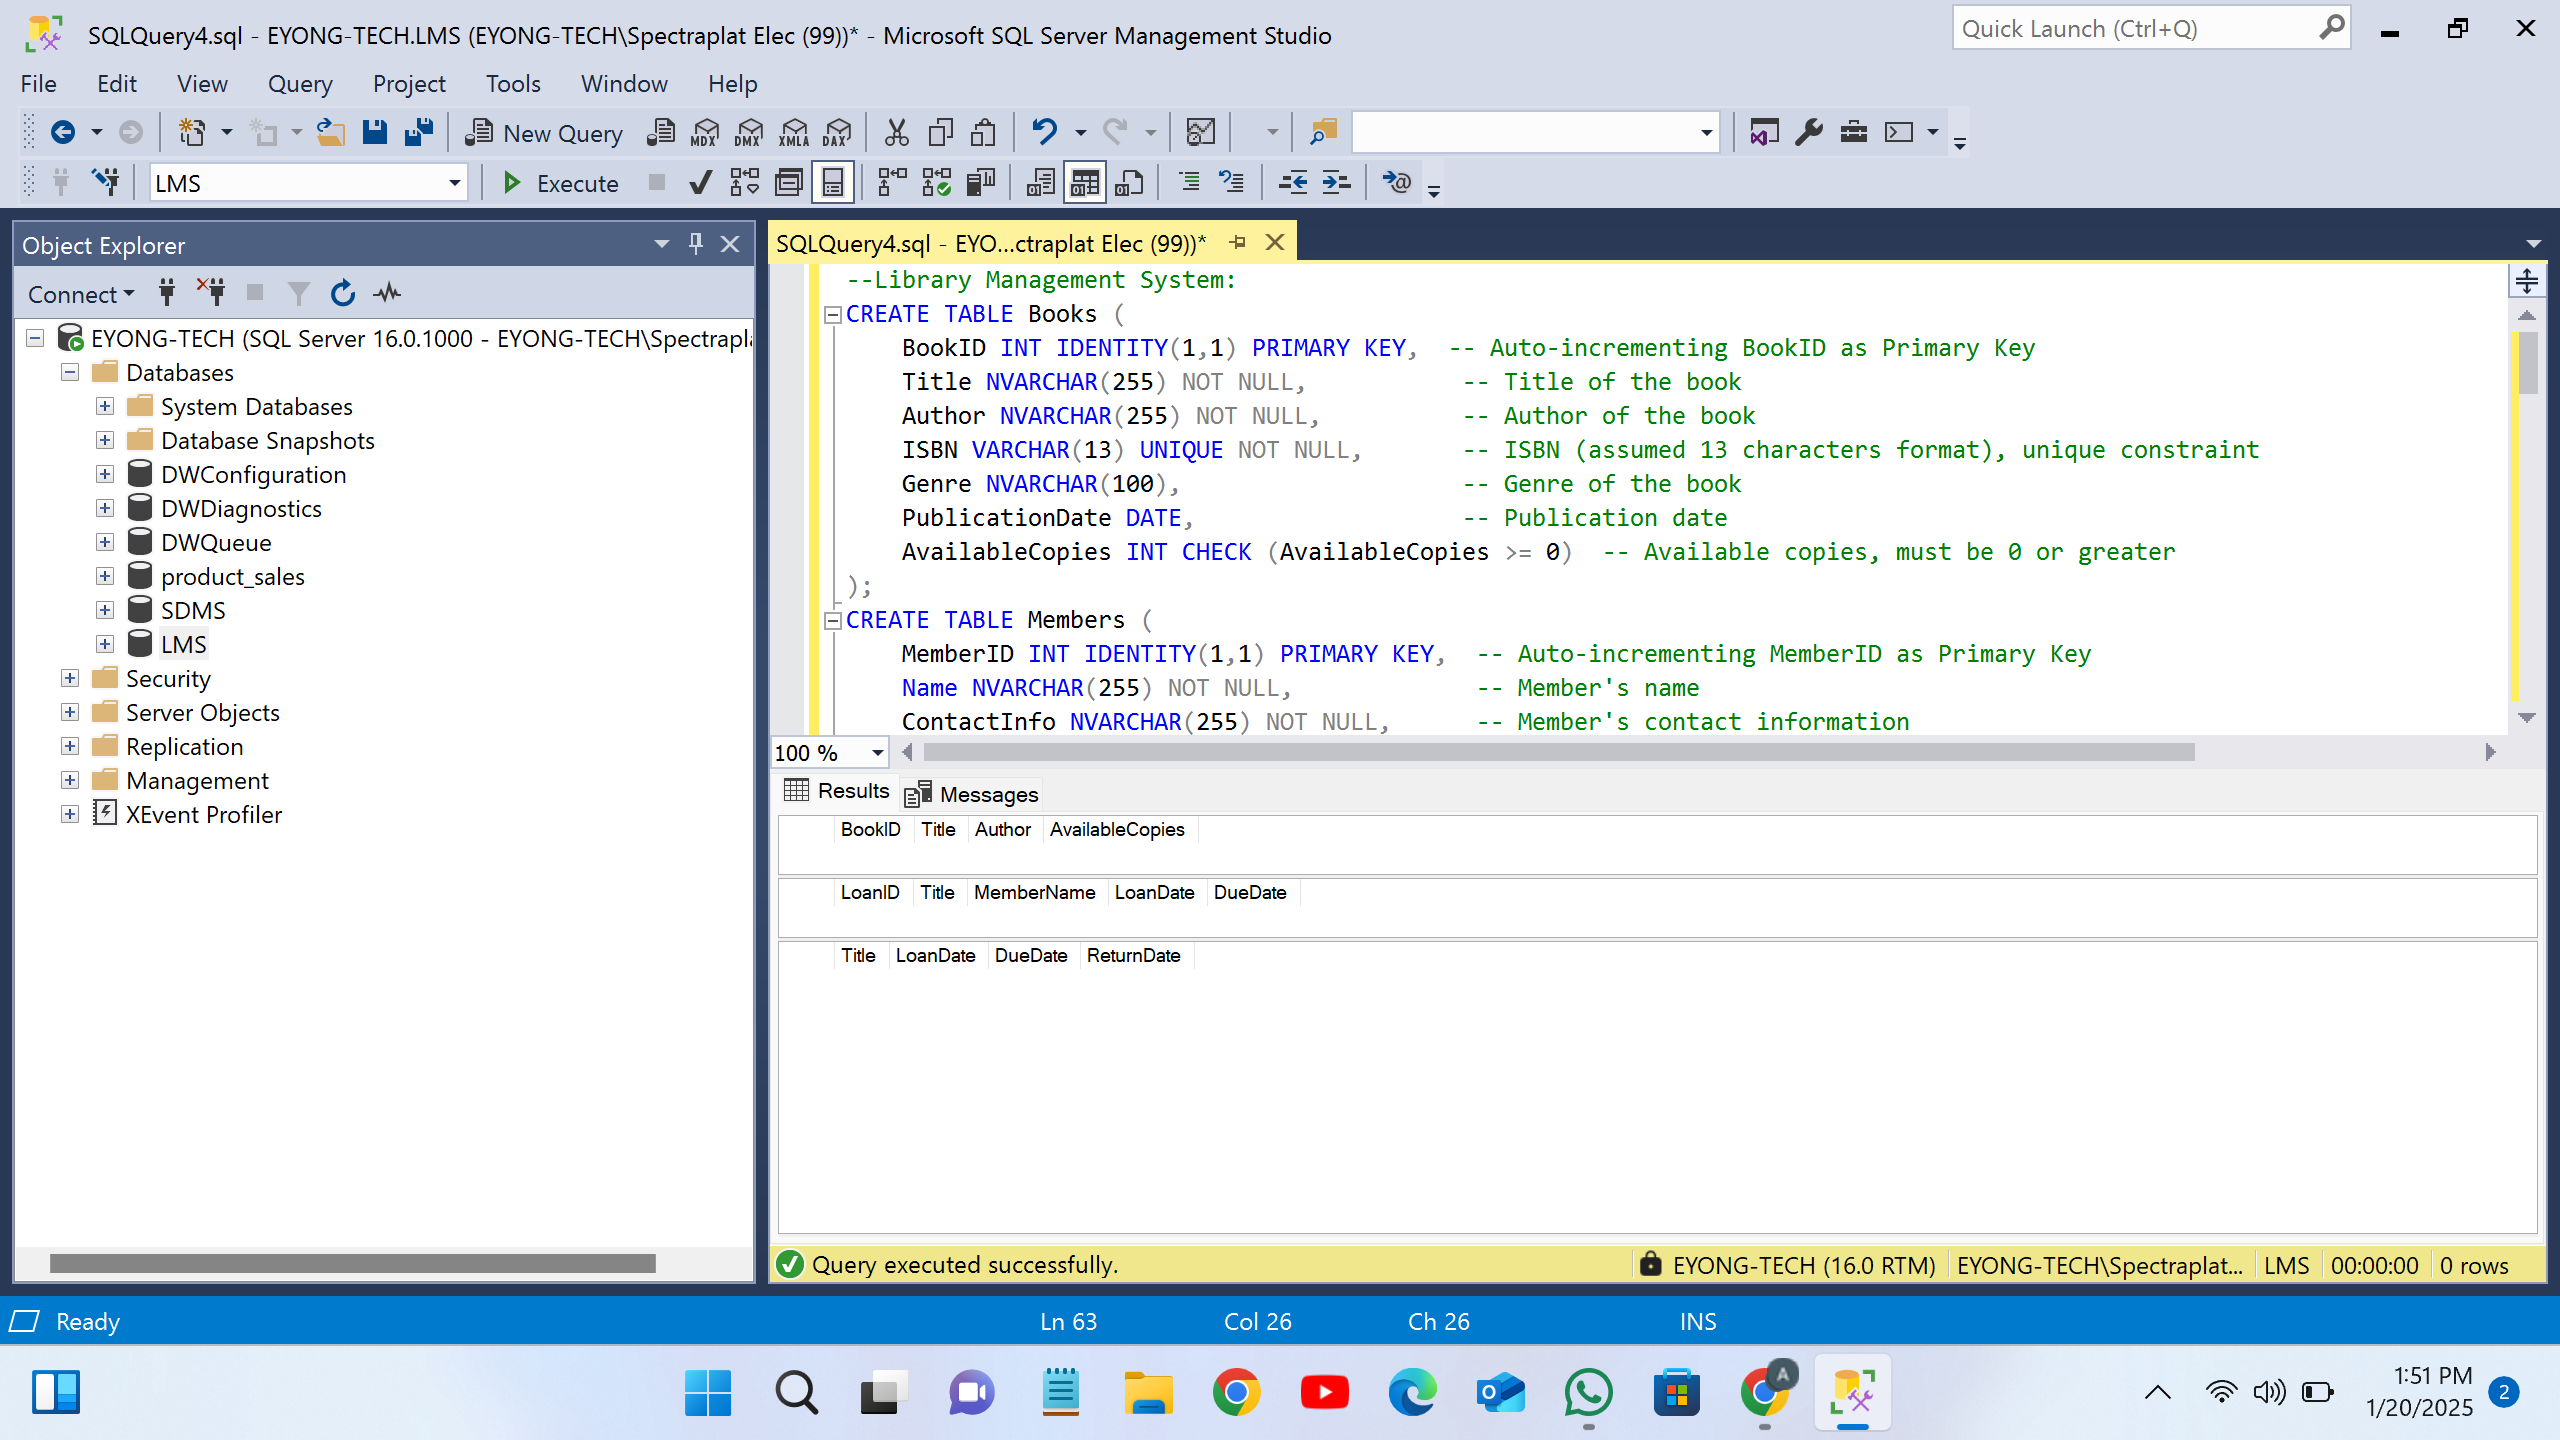 SQLQuery4.sql - EYONG-TECH.LMS (EYONG-TECH\Spectraplat Elec (99))* - Microsoft SQL Server Management Studio
Quick Launch (Ctrl+Q)
File Edit View Query Project Tools Window Help
New Query MDX DMX XMLA DAX
LMS Execute
Object Explorer
Connect
EYONG-TECH (SQL Server 16.0.1000 - EYONG-TECH\Spectrapl
Databases
System Databases
Database Snapshots
DWConfiguration
DWDiagnostics
DWQueue
product_sales
SDMS
LMS
Security
Server Objects
Replication
Management
XEvent Profiler
SQLQuery4.sql - EYO...ctraplat Elec (99))*
--Library Management System:
CREATE TABLE Books (
BookID INT IDENTITY(1,1) PRIMARY KEY, -- Auto-incrementing BookID as Primary Key
Title NVARCHAR(255) NOT NULL, -- Title of the book
Author NVARCHAR(255) NOT NULL, -- Author of the book
ISBN VARCHAR(13) UNIQUE NOT NULL, -- ISBN (assumed 13 characters format), unique constraint
Genre NVARCHAR(100), -- Genre of the book
PublicationDate DATE, -- Publication date
AvailableCopies INT CHECK (AvailableCopies >= 0) -- Available copies, must be 0 or greater
);
CREATE TABLE Members (
MemberID INT IDENTITY(1,1) PRIMARY KEY, -- Auto-incrementing MemberID as Primary Key
Name NVARCHAR(255) NOT NULL, -- Member's name
ContactInfo NVARCHAR(255) NOT NULL, -- Member's contact information
100 %
Results Messages
BookID Title Author AvailableCopies
LoanID Title MemberName LoanDate DueDate
Title LoanDate DueDate ReturnDate
Query executed successfully. EYONG-TECH (16.0 RTM) EYONG-TECH\Spectraplat... LMS 00:00:00 0 rows
Ready Ln 63 Col 26 Ch 26 INS
A
1:51 PM
1/20/2025
2